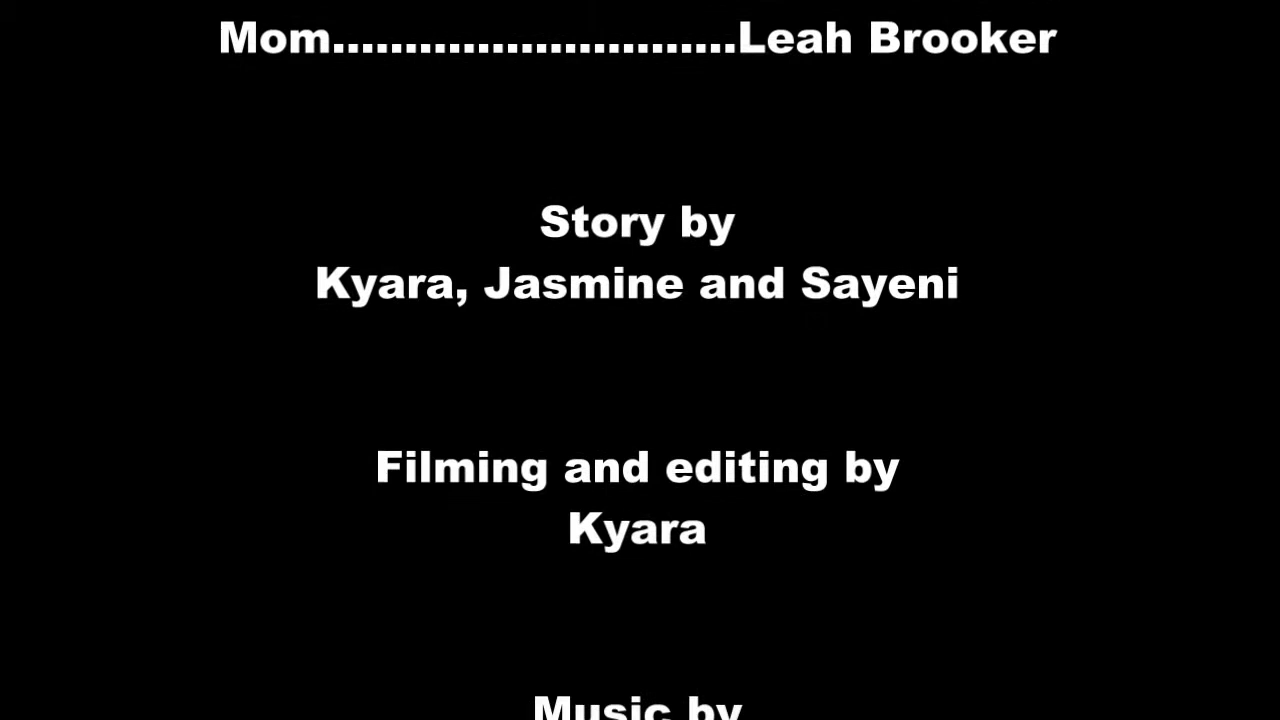 Mom............................Leah Brooker
Story by
Kyara, Jasmine and Sayeni
Filming and editing by
Kyara
Music by